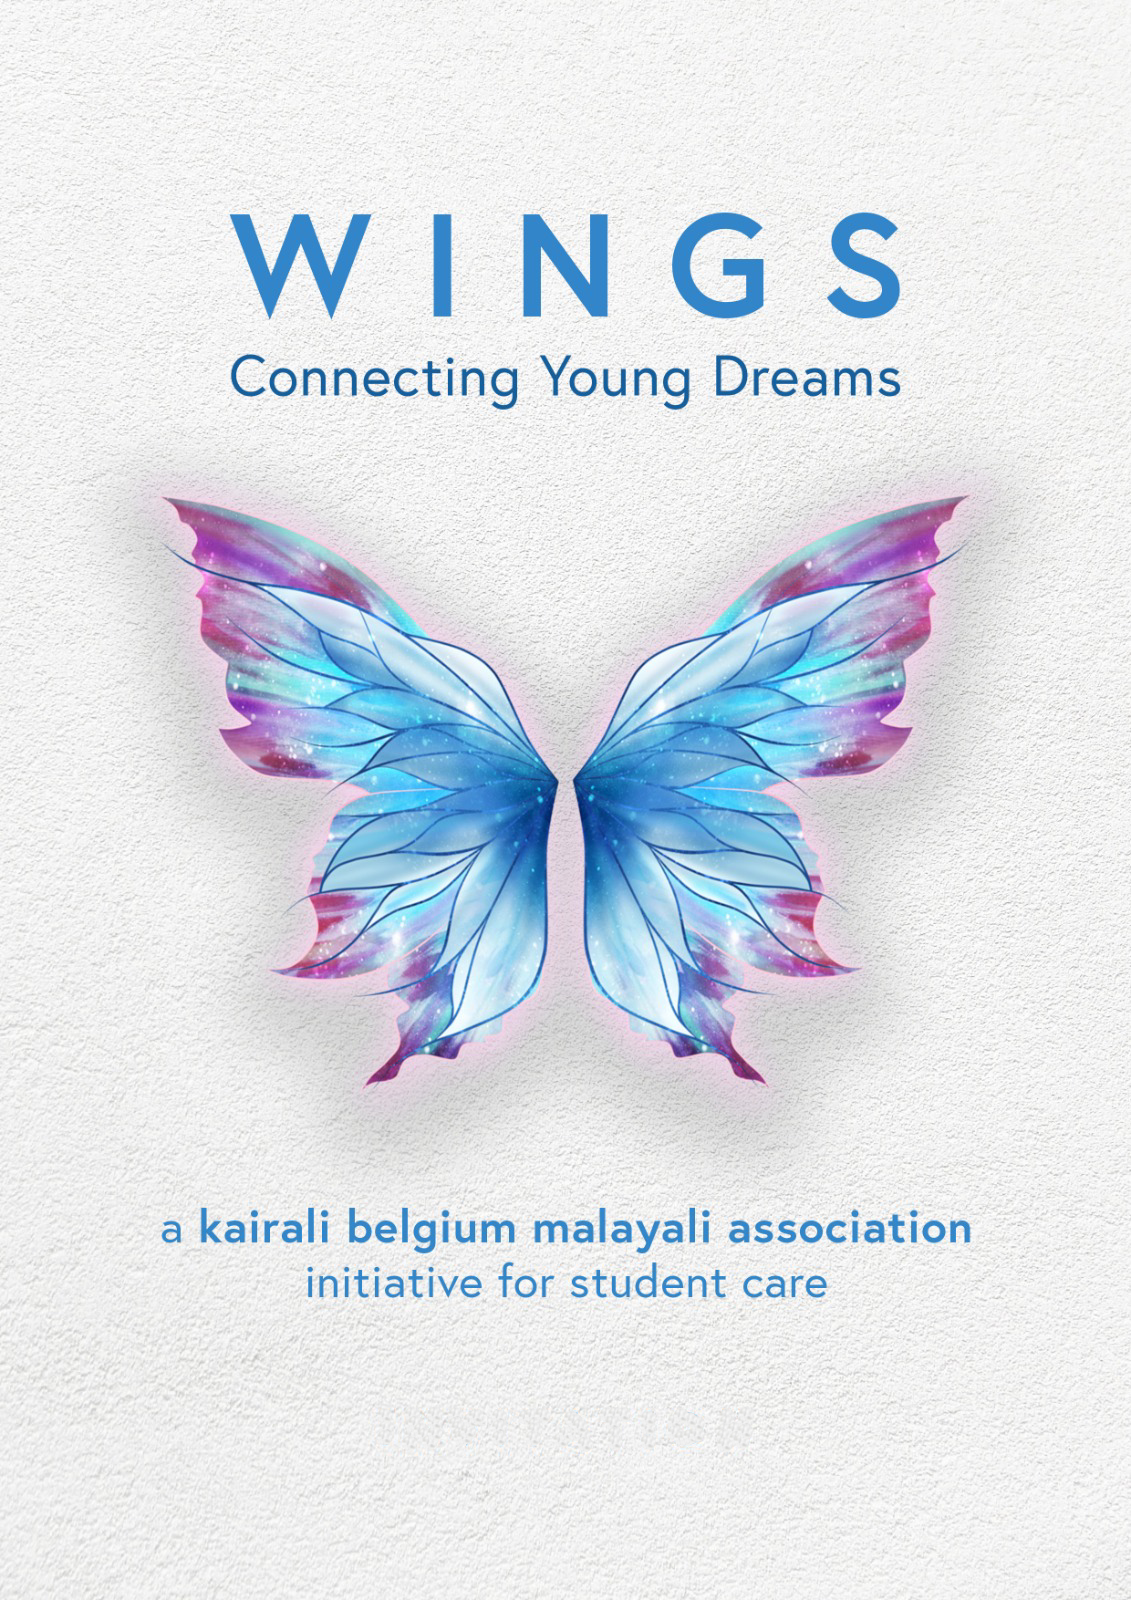 WINGS
Connecting Young Dreams
a kairali belgium malayali association
initiative for student care